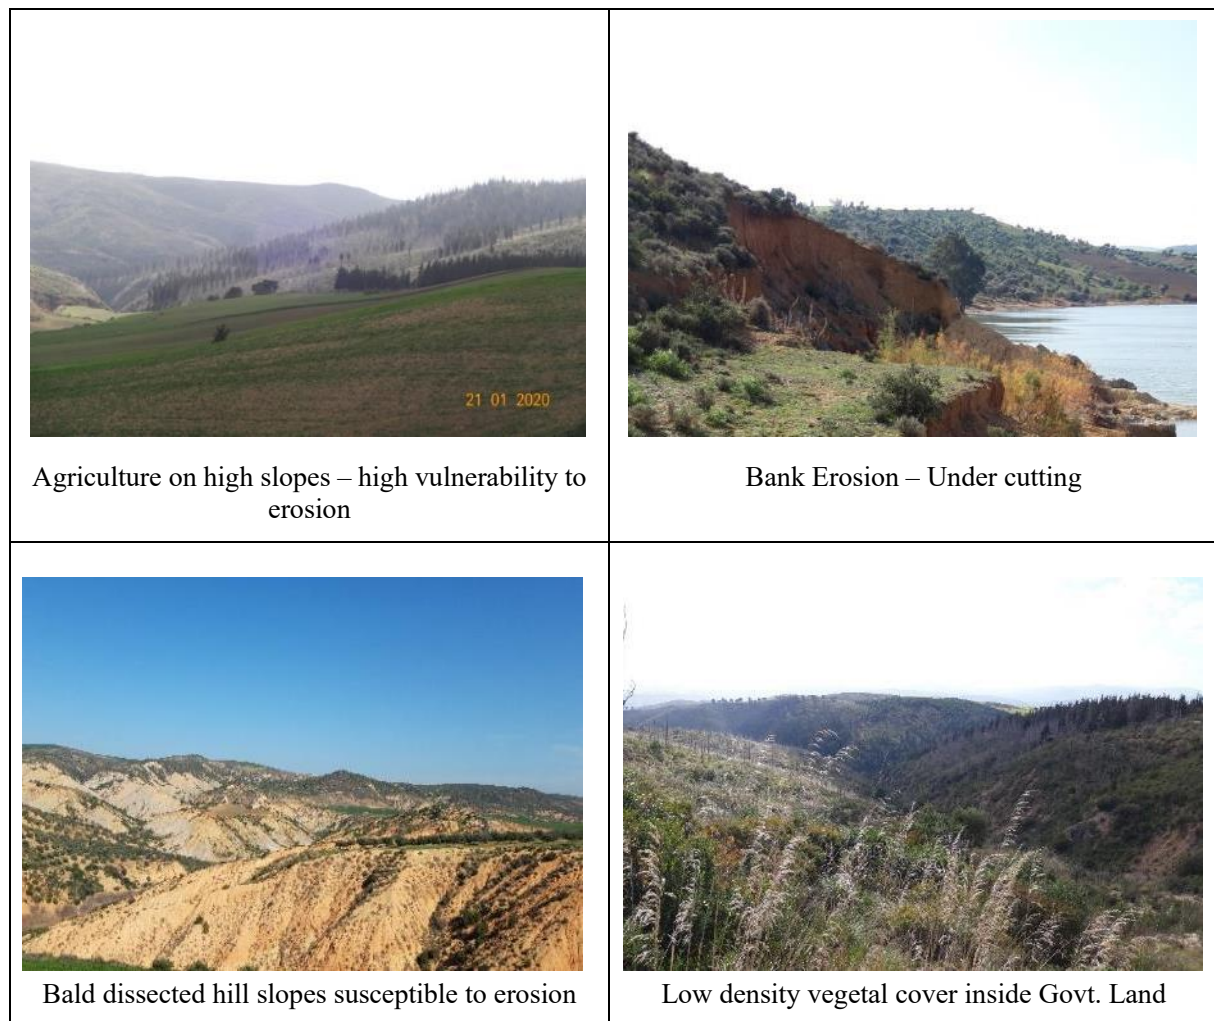 21 01 2020
Agriculture on high slopes – high vulnerability to
erosion
Bank Erosion – Under cutting
Bald dissected hill slopes susceptible to erosion
Low density vegetal cover inside Govt. Land